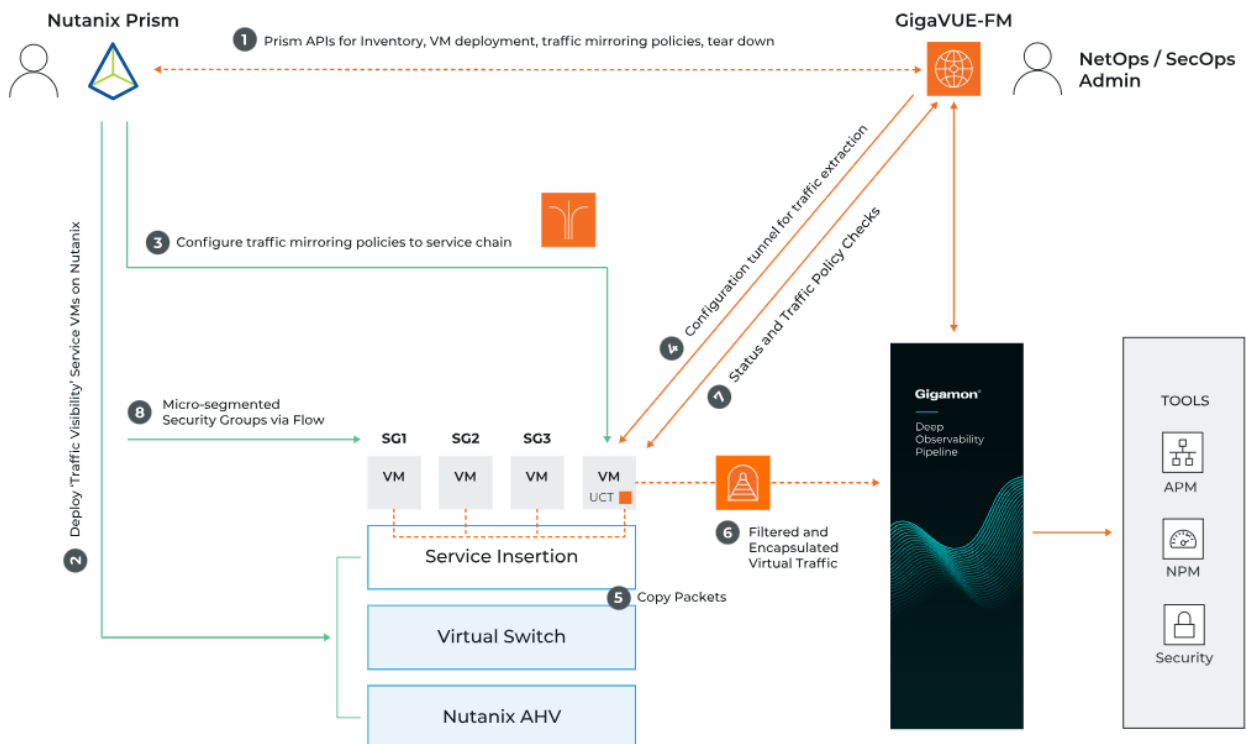 Nutanix Prism
GigaVUE-FM
1 Prism APIs for Inventory, VM deployment, traffic mirroring policies, tear down
NetOps / SecOps
Admin
3 Configure traffic mirroring policies to service chain
2 Deploy 'Traffic Visibility' Service VMs on Nutanix
4 Configuration tunnel for traffic extraction
7 Status and Traffic Policy Checks
8 Micro-segmented
Security Groups via Flow
SG1 SG2 SG3
VM VM VM VM
UCT
6 Filtered and
Encapsulated
Virtual Traffic
Service Insertion
5 Copy Packets
Virtual Switch
Nutanix AHV
Gigamon®
Deep
Observability
Pipeline
TOOLS
APM
NPM
Security